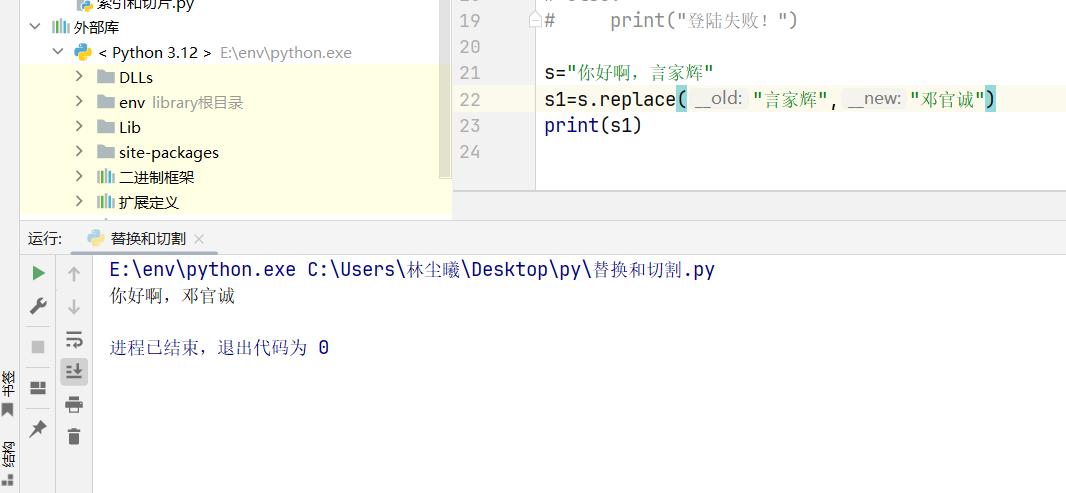 索引和切片.py
外部库
< Python 3.12 > E:\env\python.exe
DLLs
env library根目录
Lib
site-packages
二进制框架
扩展定义
19 # print("登陆失败！")
20
21 s="你好啊，言家辉"
22 s1=s.replace(__old:"言家辉",__new:"邓官诚")
23 print(s1)
24
运行: 替换和切割
E:\env\python.exe C:\Users\林尘曦\Desktop\py\替换和切割.py
你好啊，邓官诚
进程已结束，退出代码为 0
书签
结构